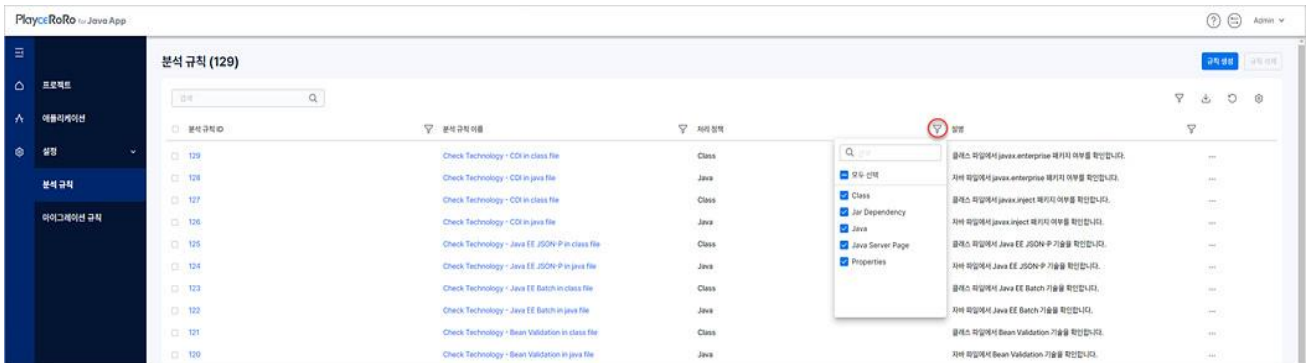 PlayceRoRo for Java App
Admin
분석 규칙 (129)
규칙 생성
규칙 삭제
프로젝트
애플리케이션
설정
분석 규칙
마이그레이션 규칙
검색
분석 규칙 ID
분석 규칙 이름
처리 정책
설명
129 Check Technology - CDI in class file Class 클래스 파일에서 javax.enterprise 패키지 여부를 확인합니다. ...
128 Check Technology - CDI in java file Java 자바 파일에서 javax.enterprise 패키지 여부를 확인합니다. ...
127 Check Technology - CDI in class file Class 클래스 파일에서 javax.inject 패키지 여부를 확인합니다. ...
126 Check Technology - CDI in java file Java 자바 파일에서 javax.inject 패키지 여부를 확인합니다. ...
125 Check Technology - Java EE JSON-P in class file Class 클래스 파일에서 Java EE JSON-P 기술을 확인합니다. ...
124 Check Technology - Java EE JSON-P in java file Java 자바 파일에서 Java EE JSON-P 기술을 확인합니다. ...
123 Check Technology - Java EE Batch in class file Class 클래스 파일에서 Java EE Batch 기술을 확인합니다. ...
122 Check Technology - Java EE Batch in java file Java 자바 파일에서 Java EE Batch 기술을 확인합니다. ...
121 Check Technology - Bean Validation in class file Class 클래스 파일에서 Bean Validation 기술을 확인합니다. ...
120 Check Technology - Bean Validation in java file Java 자바 파일에서 Bean Validation 기술을 확인합니다. ...
검색
모두 선택
Class
Jar Dependency
Java
Java Server Page
Properties